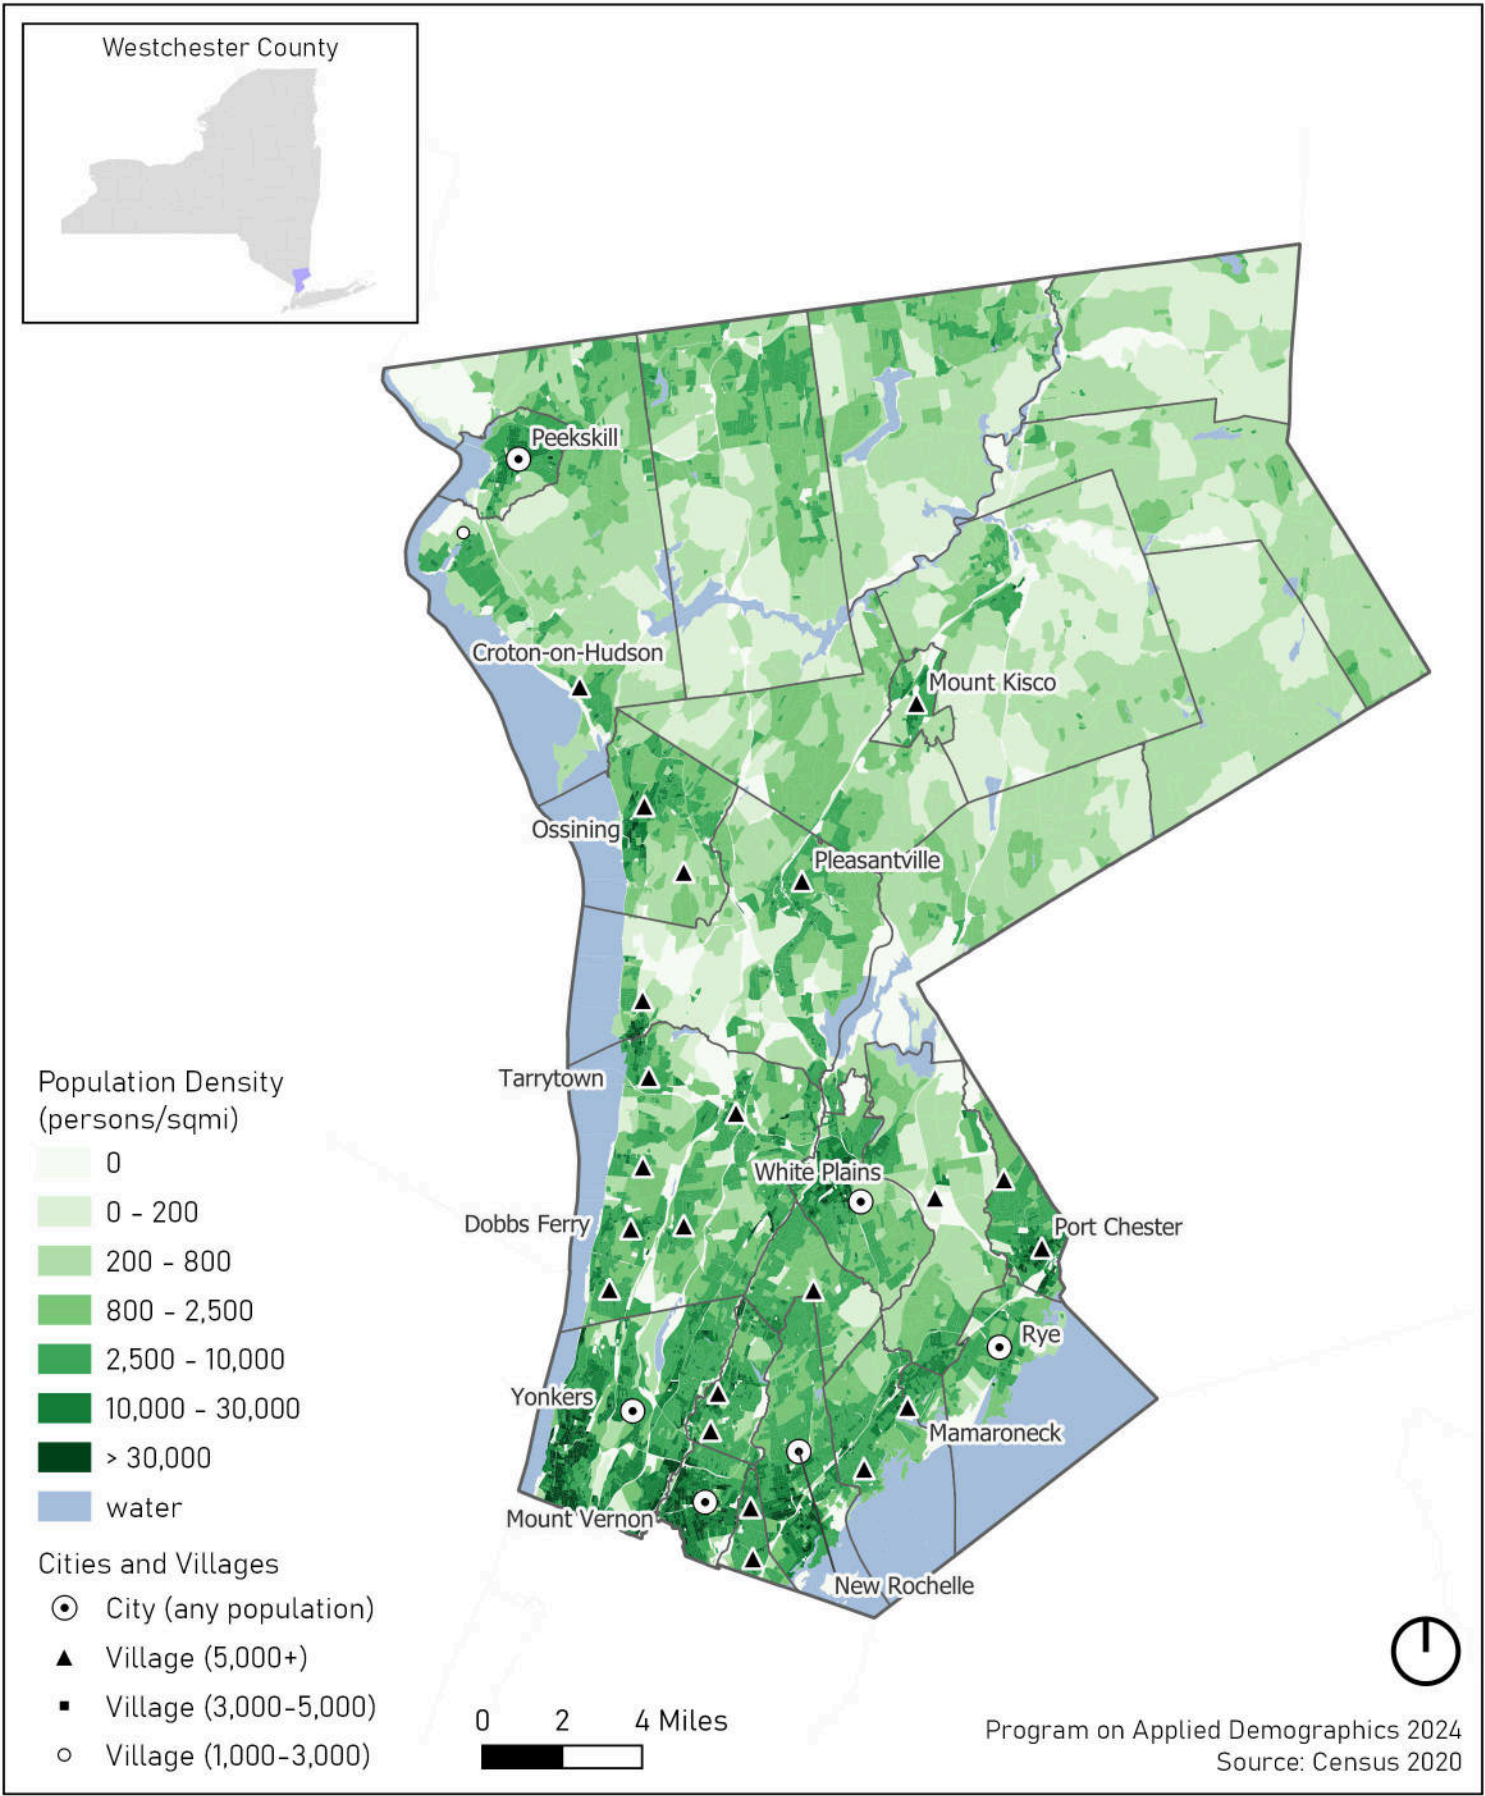 Westchester County
Peekskill
Croton-on-Hudson
Mount Kisco
Ossining
Pleasantville
Tarrytown
White Plains
Dobbs Ferry
Port Chester
Rye
Yonkers
Mamaroneck
Mount Vernon
New Rochelle
Population Density
(persons/sqmi)
0
0 - 200
200 - 800
800 - 2,500
2,500 - 10,000
10,000 - 30,000
> 30,000
water
Cities and Villages
City (any population)
Village (5,000+)
Village (3,000-5,000)
Village (1,000-3,000)
0 2 4 Miles
Program on Applied Demographics 2024
Source: Census 2020